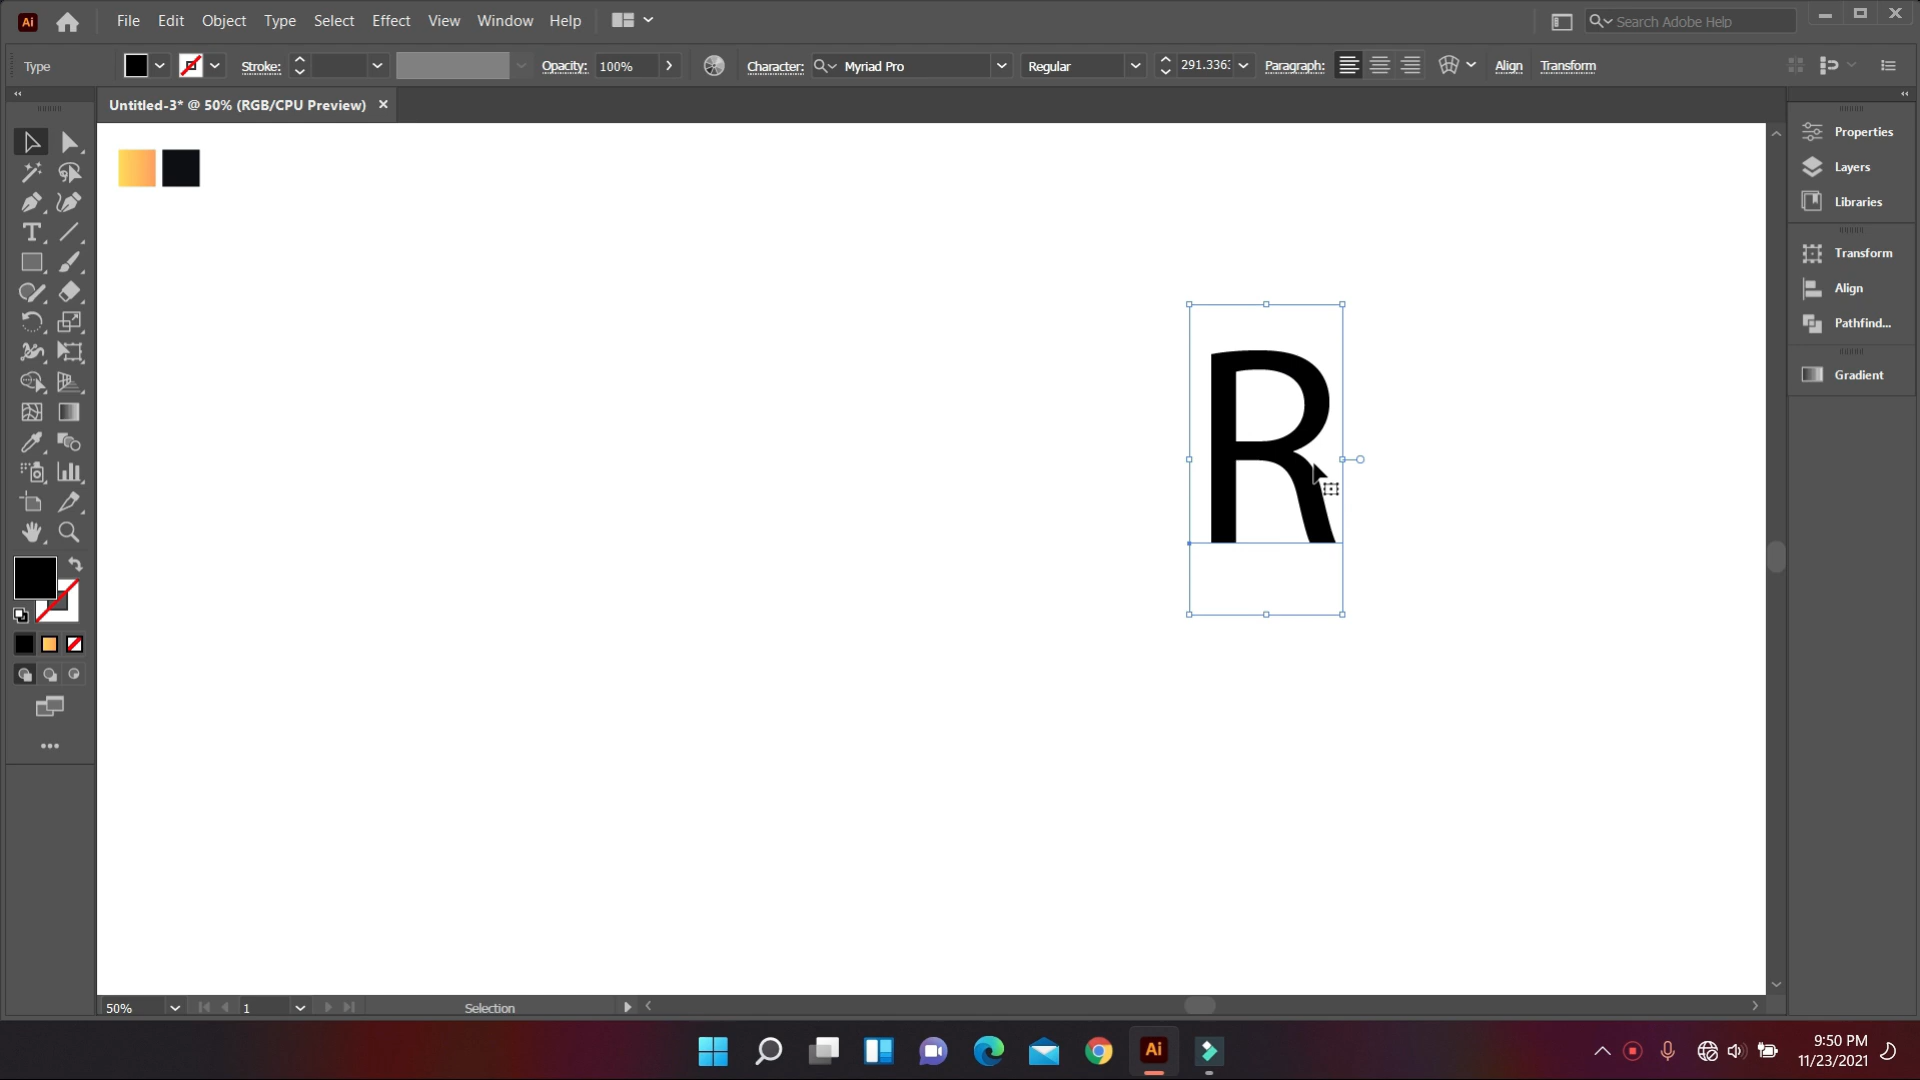 Ai File Edit Object Type Select Effect View Window Help Search Adobe Help
Type Stroke: Opacity: 100% Character: Myriad Pro Regular 291.336: Paragraph: Align Transform
Untitled-3* @ 50% (RGB/CPU Preview)
Properties
Layers
Libraries
Transform
Align
Pathfind...
Gradient
R
50% 1 Selection
Ai
9:50 PM
11/23/2021